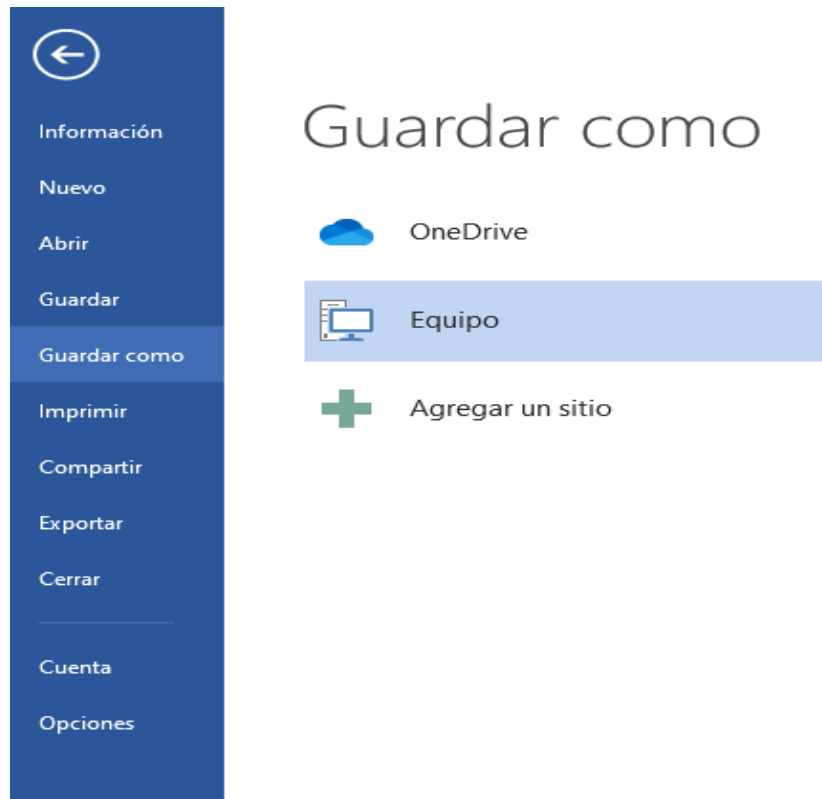 Información
Nuevo
Abrir
Guardar
Guardar como
Imprimir
Compartir
Exportar
Cerrar
Cuenta
Opciones
Guardar como
OneDrive
Equipo
Agregar un sitio